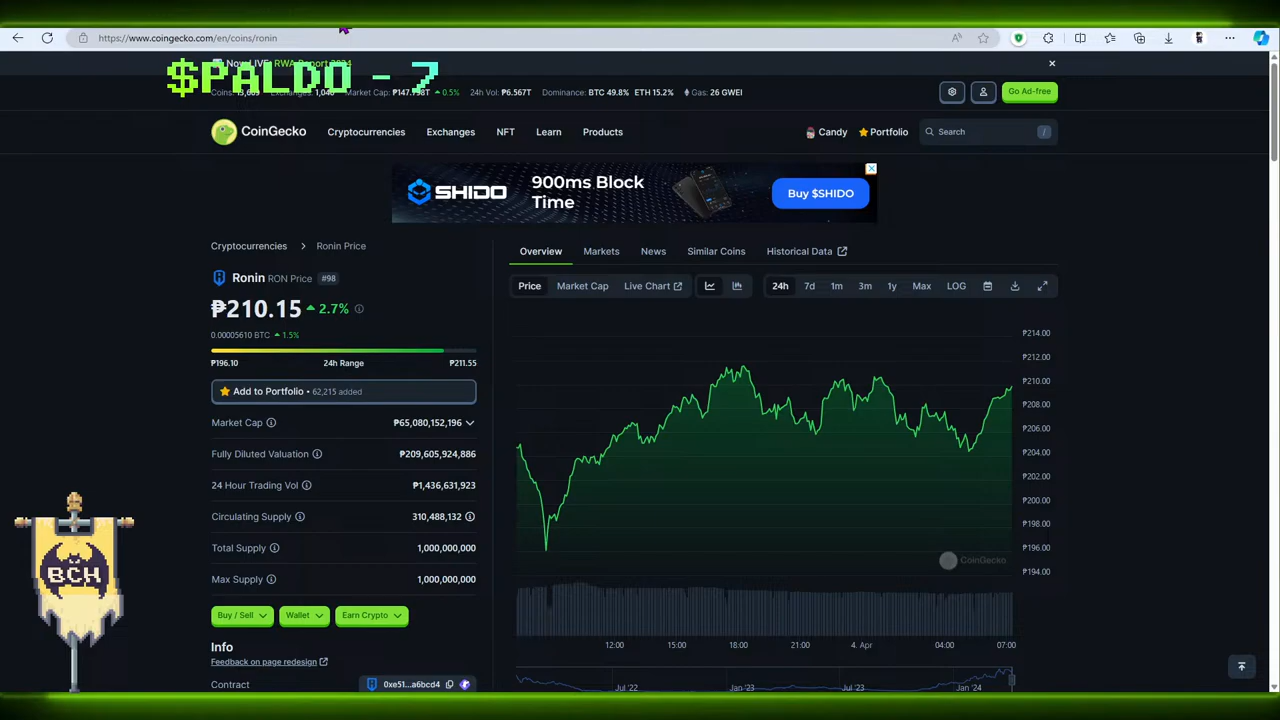 https://www.coingecko.com/en/coins/ronin
Now LIVE: RWA Report 2024
$PALDO - 7
Market Cap: ₱147.798T 0.5% 24h Vol: ₱6.567T Dominance: BTC 49.8% ETH 15.2% Gas: 26 GWEI
Go Ad-free
CoinGecko Cryptocurrencies Exchanges NFT Learn Products Candy Portfolio Search /
SHIDO 900ms Block Time Buy $SHIDO
Cryptocurrencies > Ronin Price
Overview Markets News Similar Coins Historical Data
Ronin RON Price #98
Price Market Cap Live Chart 24h 7d 1m 3m 1y Max LOG
₱210.15 2.7%
0.00005610 BTC 1.5%
₱196.10 24h Range ₱211.55
Add to Portfolio • 62,215 added
Market Cap ₱65,080,152,196
Fully Diluted Valuation ₱209,605,924,886
24 Hour Trading Vol ₱1,436,631,923
Circulating Supply 310,488,132
Total Supply 1,000,000,000
Max Supply 1,000,000,000
Buy / Sell Wallet Earn Crypto
Info
Feedback on page redesign
Contract 0xe51...a6bcd4
₱214.00
₱212.00
₱210.00
₱208.00
₱206.00
₱204.00
₱202.00
₱200.00
₱198.00
₱196.00
₱194.00
CoinGecko
12:00 15:00 18:00 21:00 4. Apr 04:00 07:00
Jul '22 Jan '23 Jul '23 Jan '24
BCH